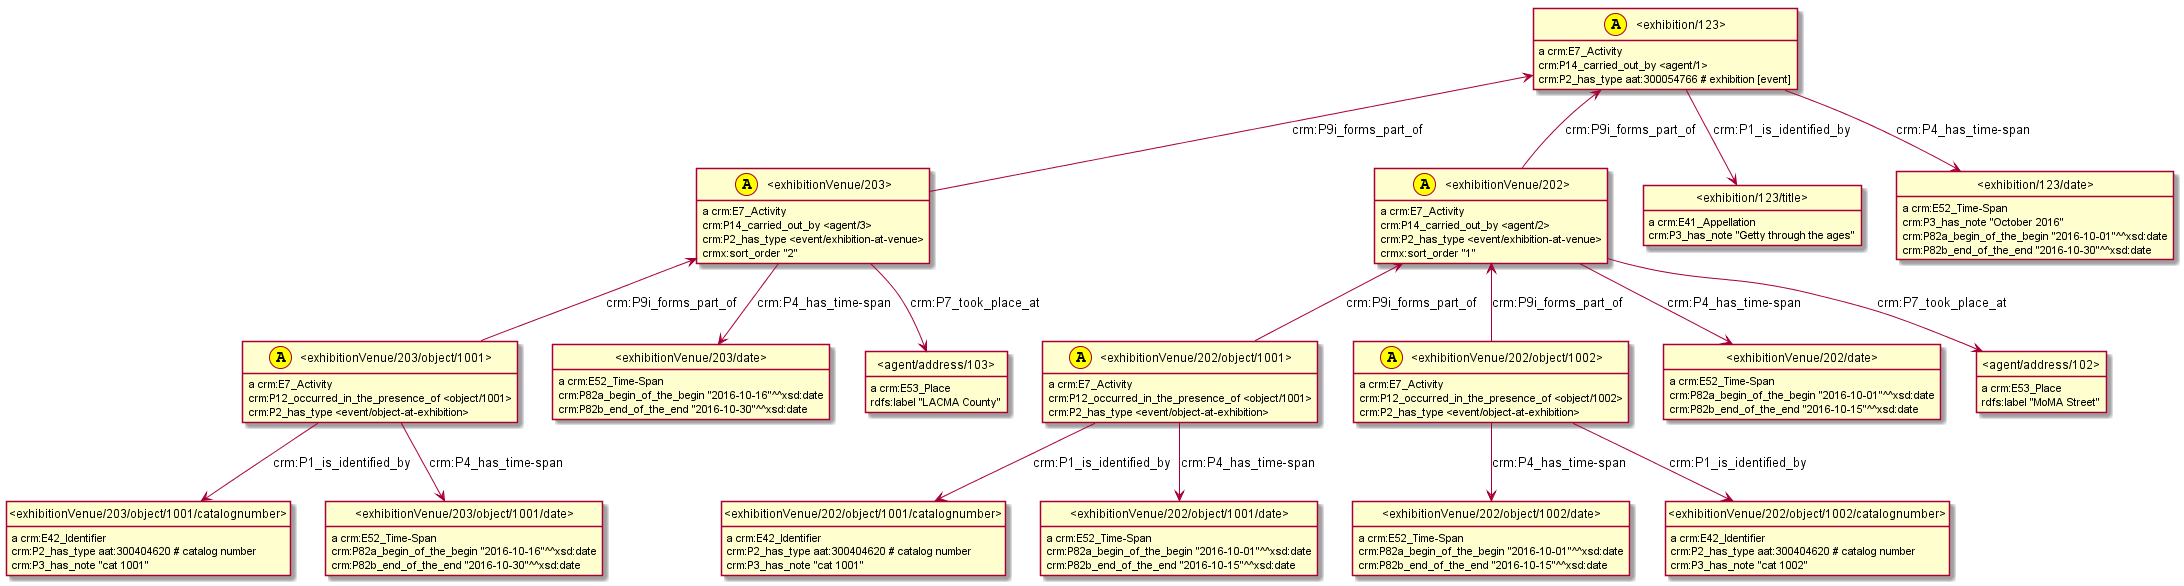 A <exhibition/123>
a crm:E7_Activity
crm:P14_carried_out_by <agent/1>
crm:P2_has_type aat:300054766 # exhibition [event]
crm:P9i_forms_part_of
crm:P9i_forms_part_of
crm:P1_is_identified_by
crm:P4_has_time-span
A <exhibitionVenue/203>
a crm:E7_Activity
crm:P14_carried_out_by <agent/3>
crm:P2_has_type <event/exhibition-at-venue>
crmx:sort_order "2"
A <exhibitionVenue/202>
a crm:E7_Activity
crm:P14_carried_out_by <agent/2>
crm:P2_has_type <event/exhibition-at-venue>
crmx:sort_order "1"
<exhibition/123/title>
a crm:E41_Appellation
crm:P3_has_note "Getty through the ages"
<exhibition/123/date>
a crm:E52_Time-Span
crm:P3_has_note "October 2016"
crm:P82a_begin_of_the_begin "2016-10-01"^^xsd:date
crm:P82b_end_of_the_end "2016-10-30"^^xsd:date
crm:P9i_forms_part_of
crm:P4_has_time-span
crm:P7_took_place_at
crm:P9i_forms_part_of
crm:P9i_forms_part_of
crm:P4_has_time-span
crm:P7_took_place_at
A <exhibitionVenue/203/object/1001>
a crm:E7_Activity
crm:P12_occurred_in_the_presence_of <object/1001>
crm:P2_has_type <event/object-at-exhibition>
<exhibitionVenue/203/date>
a crm:E52_Time-Span
crm:P82a_begin_of_the_begin "2016-10-16"^^xsd:date
crm:P82b_end_of_the_end "2016-10-30"^^xsd:date
<agent/address/103>
a crm:E53_Place
rdfs:label "LACMA County"
A <exhibitionVenue/202/object/1001>
a crm:E7_Activity
crm:P12_occurred_in_the_presence_of <object/1001>
crm:P2_has_type <event/object-at-exhibition>
A <exhibitionVenue/202/object/1002>
a crm:E7_Activity
crm:P12_occurred_in_the_presence_of <object/1002>
crm:P2_has_type <event/object-at-exhibition>
<exhibitionVenue/202/date>
a crm:E52_Time-Span
crm:P82a_begin_of_the_begin "2016-10-01"^^xsd:date
crm:P82b_end_of_the_end "2016-10-15"^^xsd:date
<agent/address/102>
a crm:E53_Place
rdfs:label "MoMA Street"
crm:P1_is_identified_by
crm:P4_has_time-span
crm:P1_is_identified_by
crm:P4_has_time-span
crm:P4_has_time-span
crm:P1_is_identified_by
<exhibitionVenue/203/object/1001/catalognumber>
a crm:E42_Identifier
crm:P2_has_type aat:300404620 # catalog number
crm:P3_has_note "cat 1001"
<exhibitionVenue/203/object/1001/date>
a crm:E52_Time-Span
crm:P82a_begin_of_the_begin "2016-10-16"^^xsd:date
crm:P82b_end_of_the_end "2016-10-30"^^xsd:date
<exhibitionVenue/202/object/1001/catalognumber>
a crm:E42_Identifier
crm:P2_has_type aat:300404620 # catalog number
crm:P3_has_note "cat 1001"
<exhibitionVenue/202/object/1001/date>
a crm:E52_Time-Span
crm:P82a_begin_of_the_begin "2016-10-01"^^xsd:date
crm:P82b_end_of_the_end "2016-10-15"^^xsd:date
<exhibitionVenue/202/object/1002/date>
a crm:E52_Time-Span
crm:P82a_begin_of_the_begin "2016-10-01"^^xsd:date
crm:P82b_end_of_the_end "2016-10-15"^^xsd:date
<exhibitionVenue/202/object/1002/catalognumber>
a crm:E42_Identifier
crm:P2_has_type aat:300404620 # catalog number
crm:P3_has_note "cat 1002"